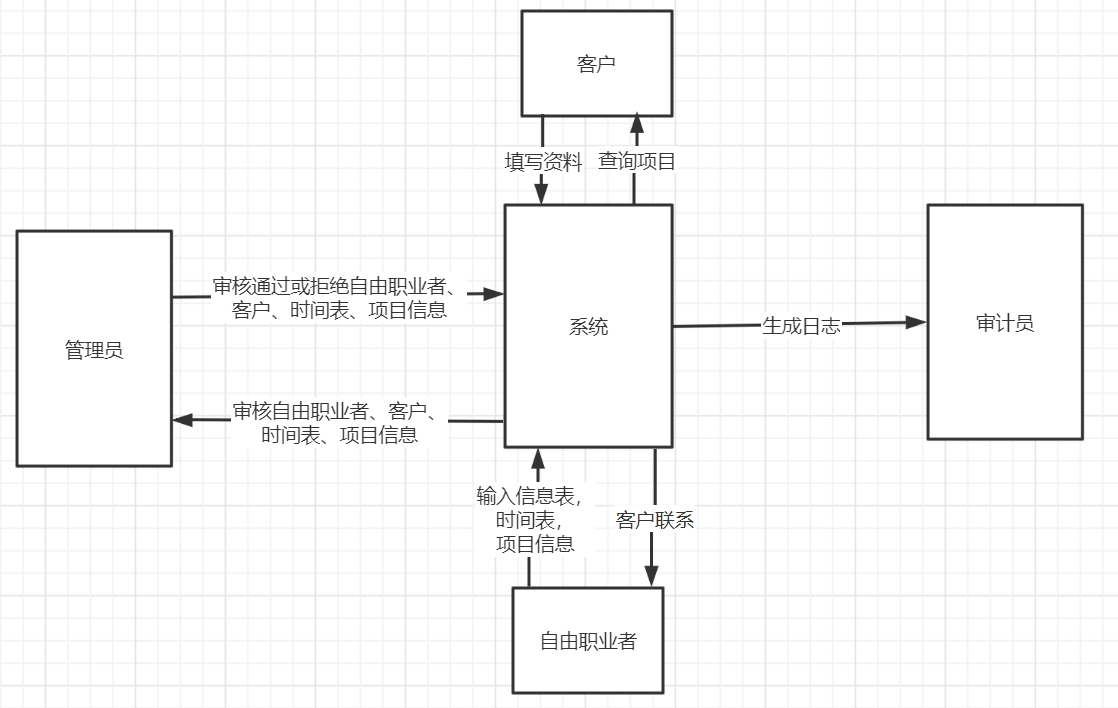 客户
填写资料
查询项目
审核通过或拒绝自由职业者、
客户、时间表、项目信息
系统
生成日志
审计员
管理员
审核自由职业者、客户、
时间表、项目信息
输入信息表，
时间表，
项目信息
客户联系
自由职业者